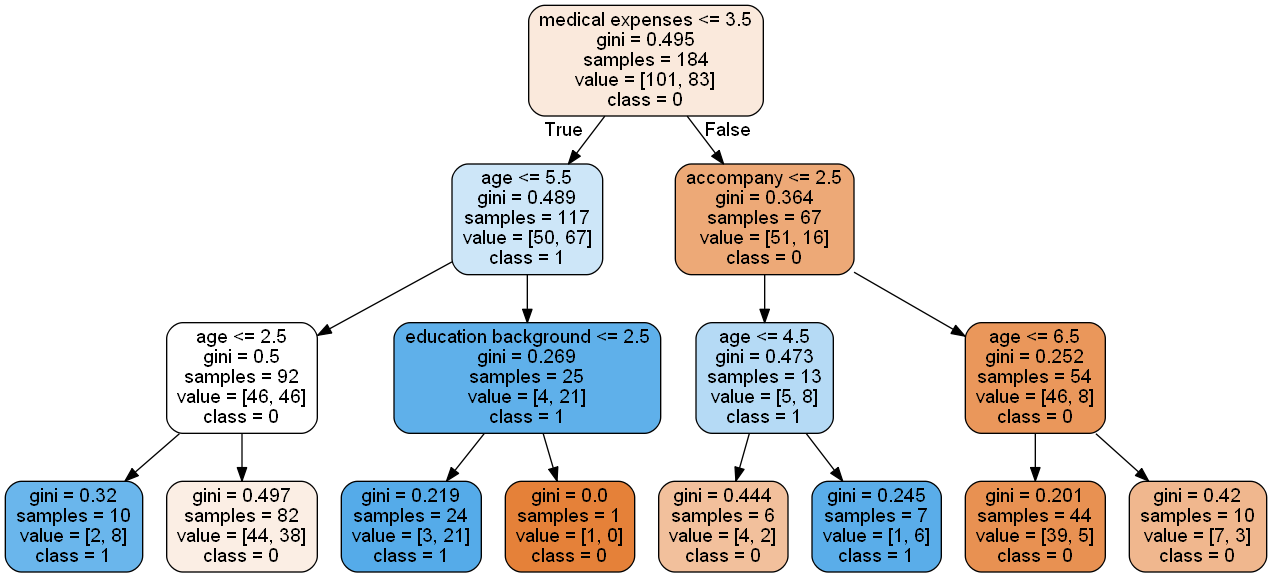 medical expenses <= 3.5
gini = 0.495
samples = 184
value = [101, 83]
class = 0
True
False
age <= 5.5
gini = 0.489
samples = 117
value = [50, 67]
class = 1
accompany <= 2.5
gini = 0.364
samples = 67
value = [51, 16]
class = 0
age <= 2.5
gini = 0.5
samples = 92
value = [46, 46]
class = 0
education background <= 2.5
gini = 0.269
samples = 25
value = [4, 21]
class = 1
age <= 4.5
gini = 0.473
samples = 13
value = [5, 8]
class = 1
age <= 6.5
gini = 0.252
samples = 54
value = [46, 8]
class = 0
gini = 0.32
samples = 10
value = [2, 8]
class = 1
gini = 0.497
samples = 82
value = [44, 38]
class = 0
gini = 0.219
samples = 24
value = [3, 21]
class = 1
gini = 0.0
samples = 1
value = [1, 0]
class = 0
gini = 0.444
samples = 6
value = [4, 2]
class = 0
gini = 0.245
samples = 7
value = [1, 6]
class = 1
gini = 0.201
samples = 44
value = [39, 5]
class = 0
gini = 0.42
samples = 10
value = [7, 3]
class = 0